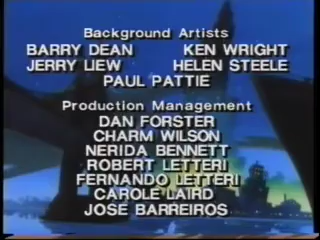 Background Artists
BARRY DEAN KEN WRIGHT
JERRY LIEW HELEN STEELE
PAUL PATTIE
Production Management
DAN FORSTER
CHARM WILSON
NERIDA BENNETT
ROBERT LETTERI
FERNANDO LETTERI
CAROLE LAIRD
JOSE BARREIROS